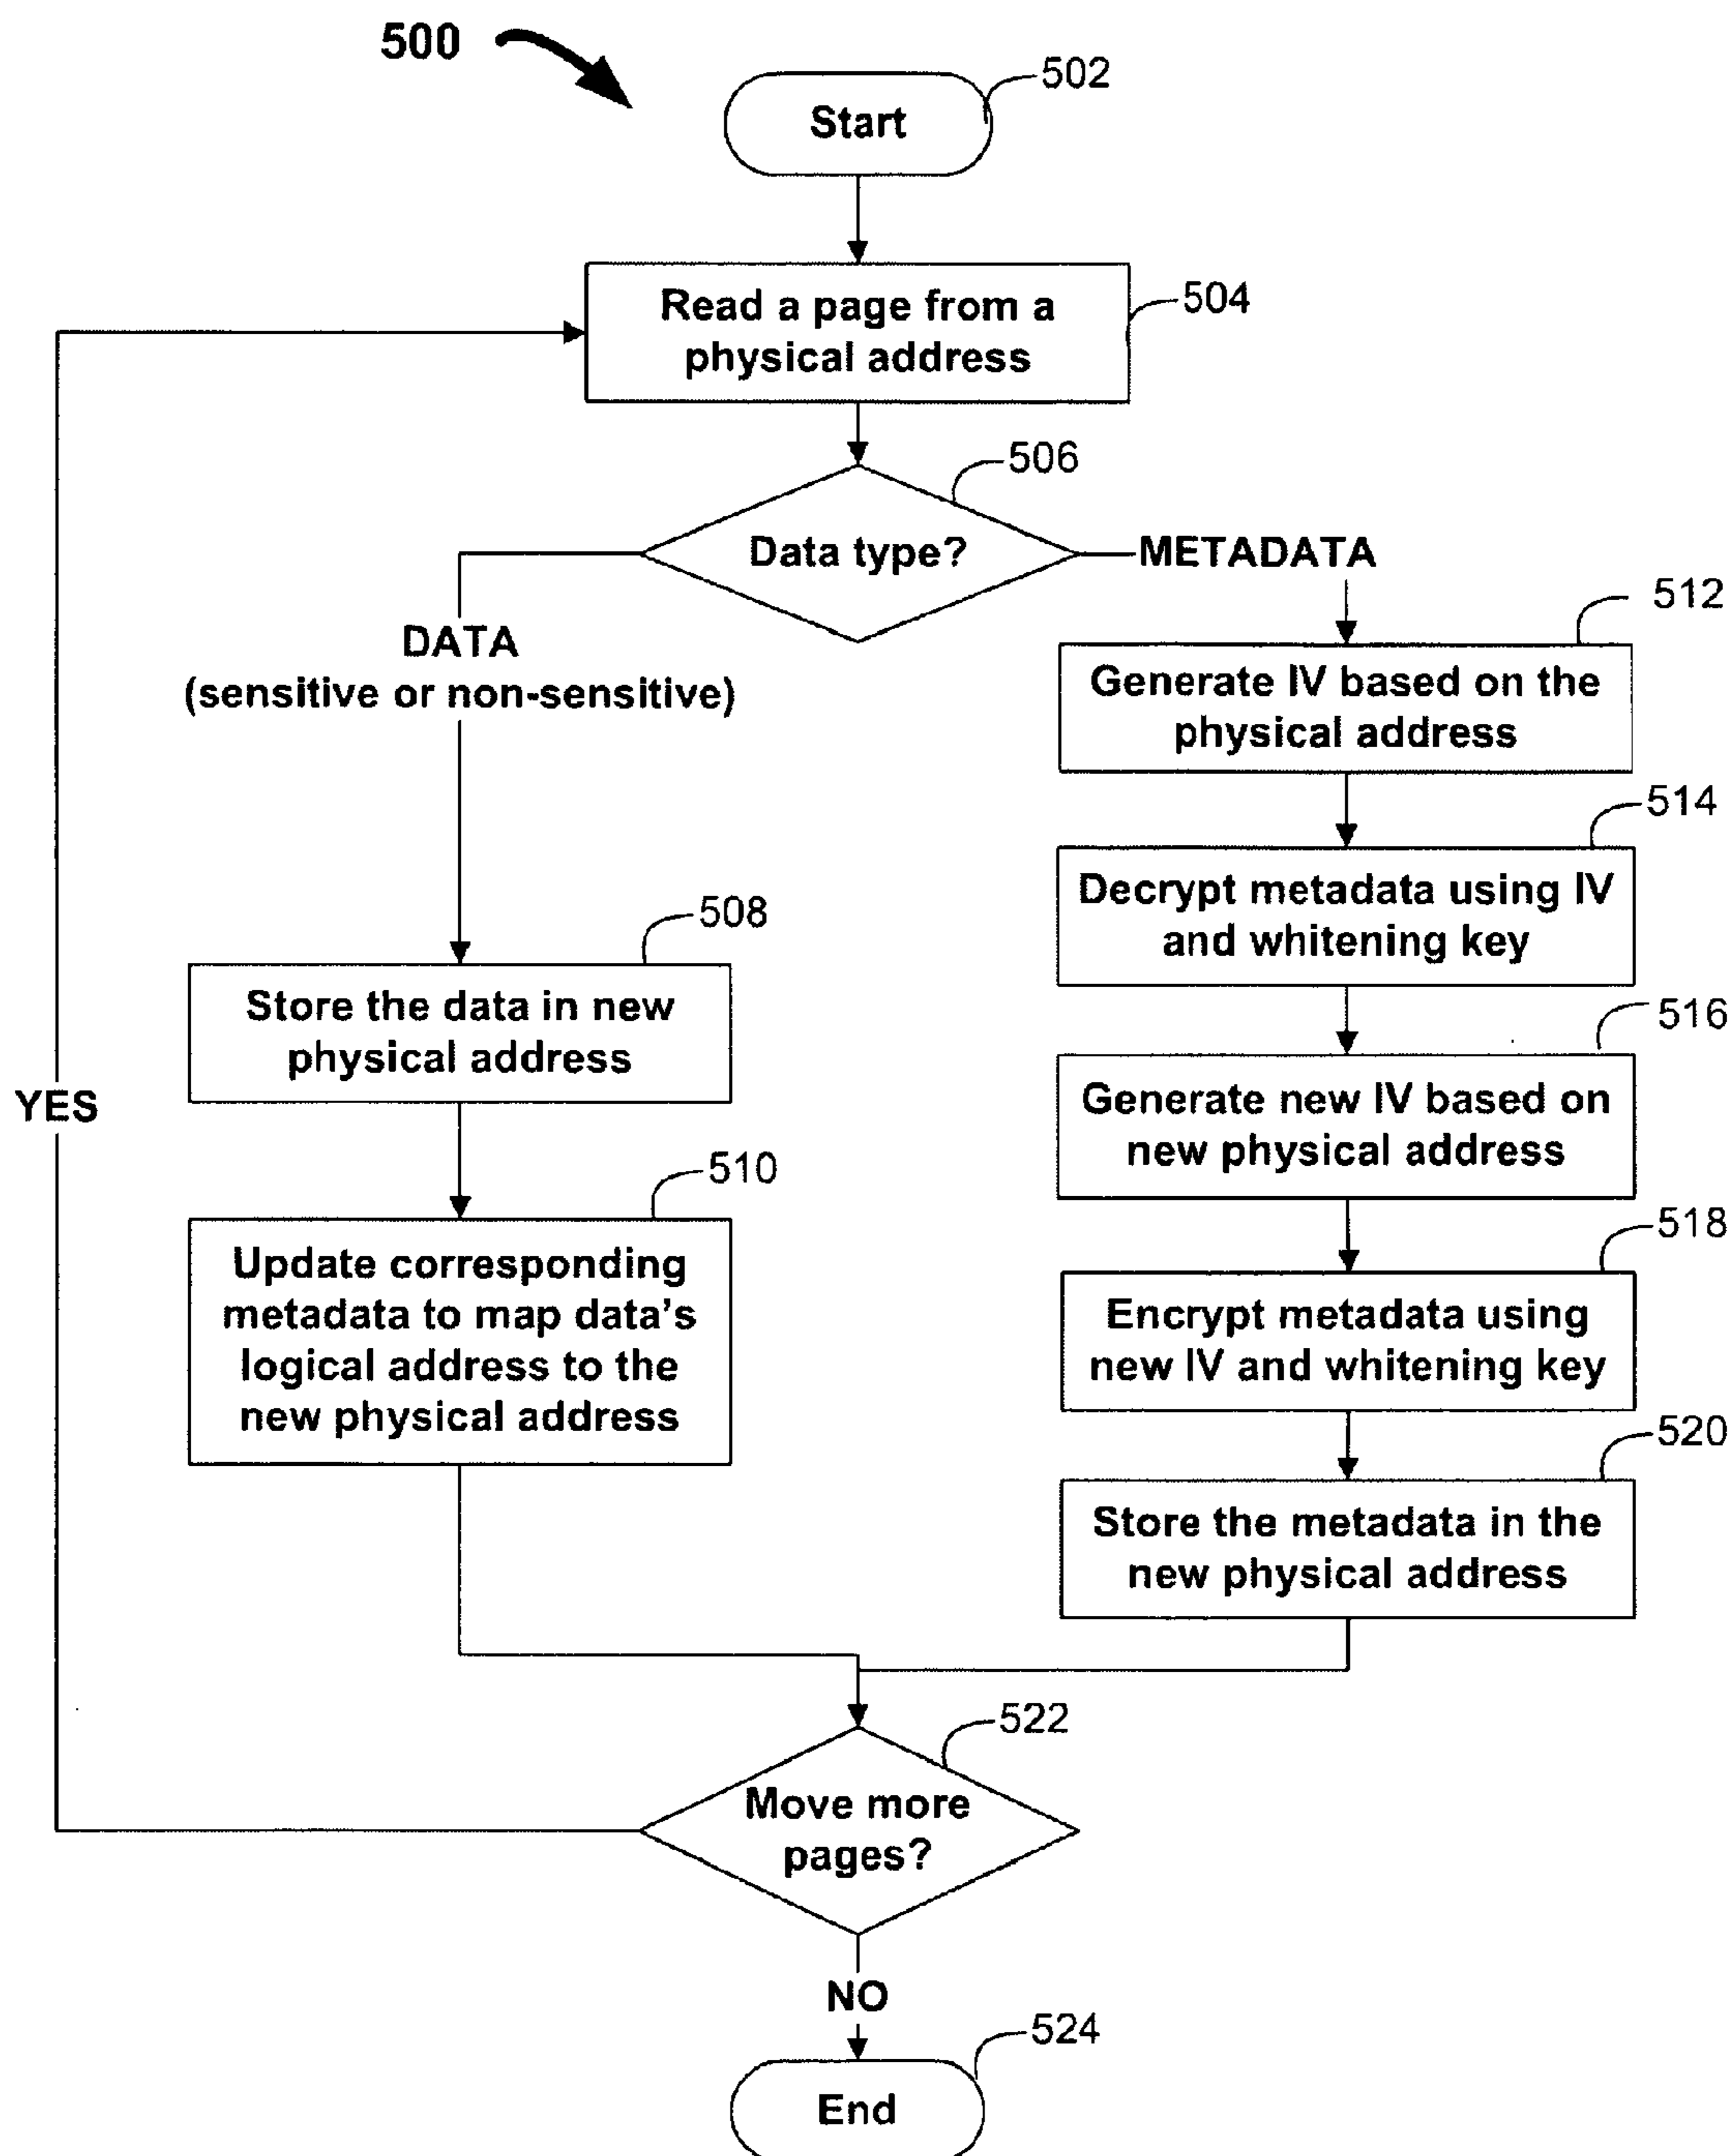 500
502
Start
504
Read a page from a
physical address
506
Data type?
METADATA
DATA
(sensitive or non-sensitive)
512
Generate IV based on the
physical address
514
Decrypt metadata using IV
and whitening key
508
Store the data in new
physical address
516
Generate new IV based on
new physical address
YES
510
Update corresponding
metadata to map data's
logical address to the
new physical address
518
Encrypt metadata using
new IV and whitening key
520
Store the metadata in the
new physical address
522
Move more
pages?
NO
524
End